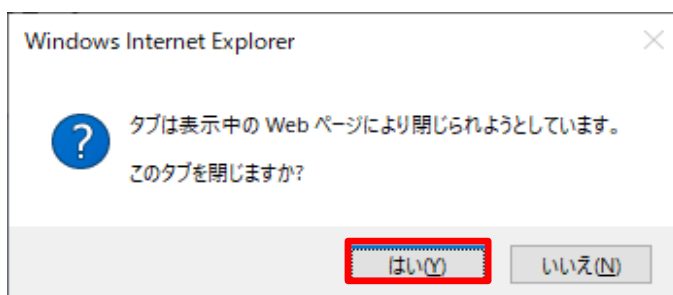 Windows Internet Explorer
タブは表示中の Web ページにより閉じられようとしています。
このタブを閉じますか?
はい(Y)
いいえ(N)